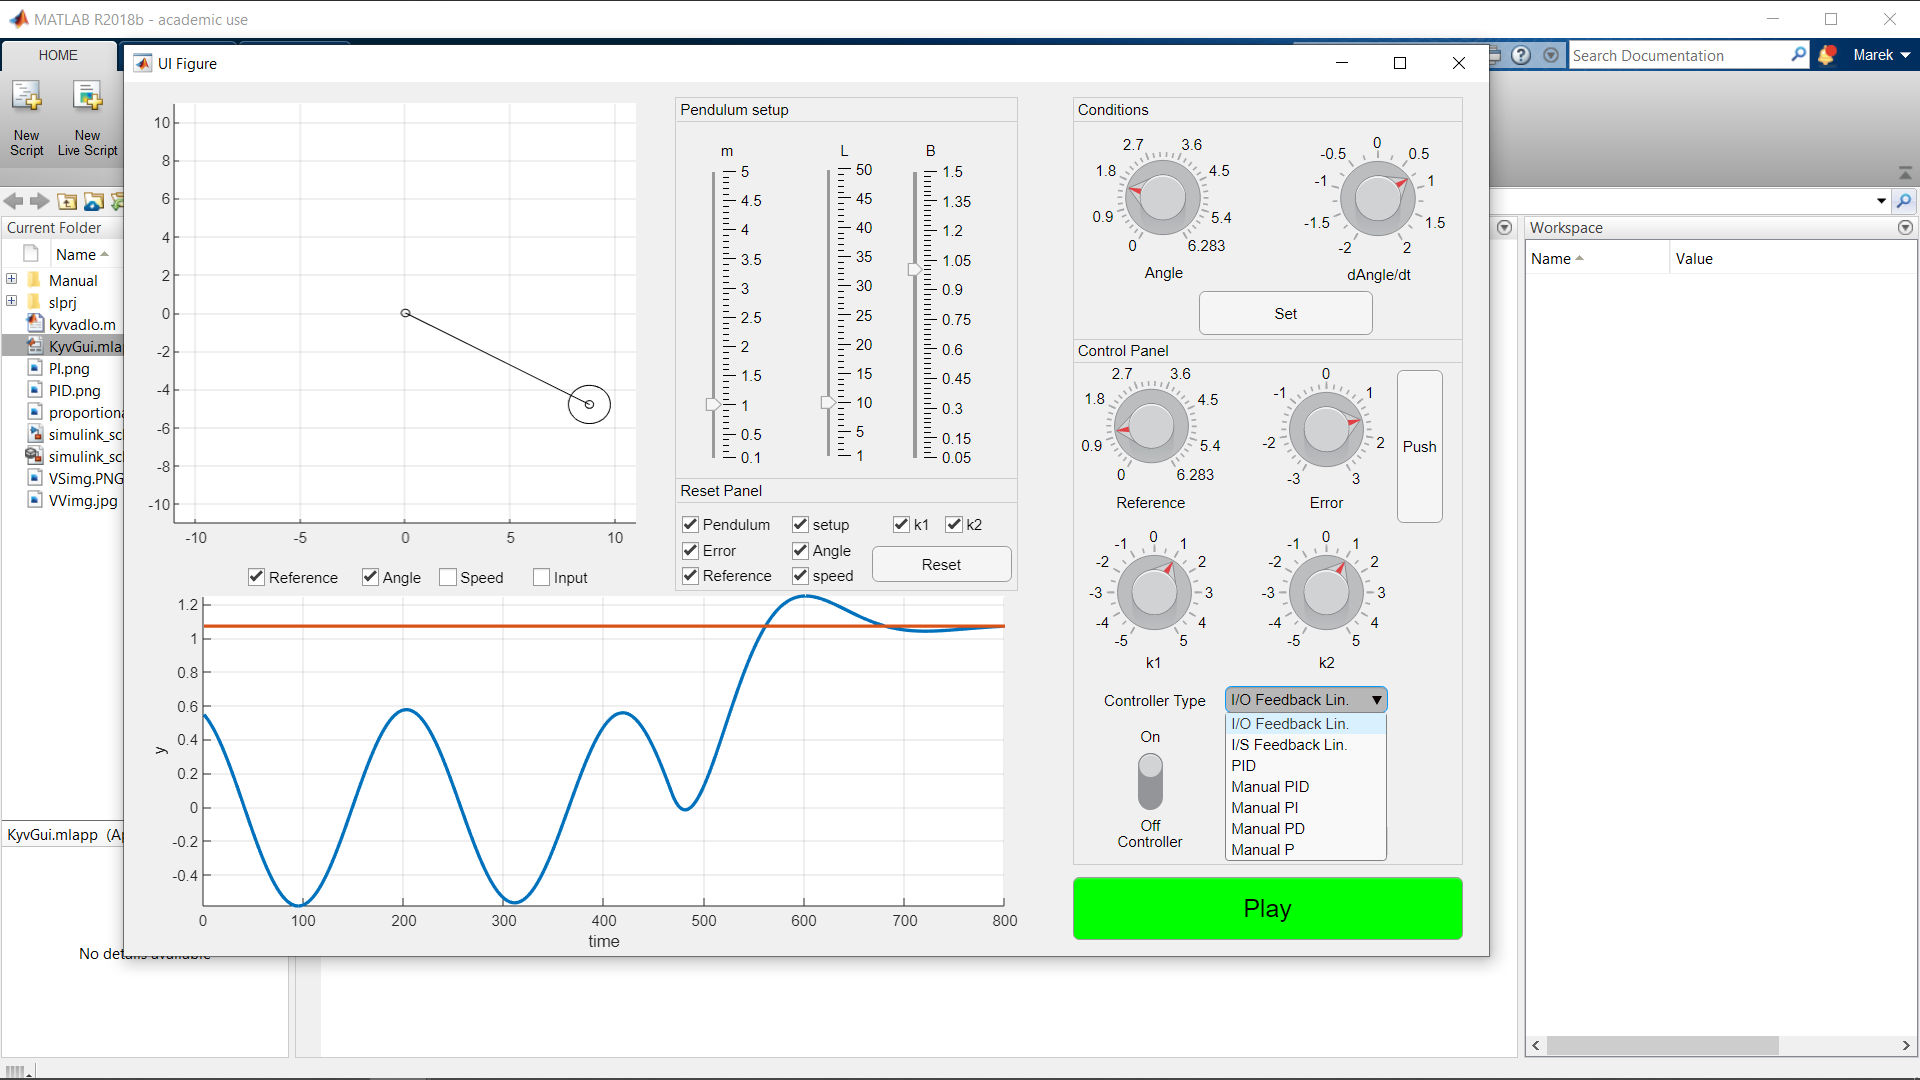 MATLAB R2018b - academic use
HOME
Search Documentation
Marek
New Script
New Live Script
Current Folder
Name
Manual
slprj
kyvadlo.m
KyvGui.mla
PI.png
PID.png
proportiona
simulink_sc
simulink_sc
VSimg.PNG
VVimg.jpg
KyvGui.mlapp (A
No details available
Workspace
Name Value
UI Figure
10
8
6
4
2
0
-2
-4
-6
-8
-10
-10 -5 0 5 10
Reference Angle Speed Input
1.2
1
0.8
0.6
0.4
0.2
0
-0.2
-0.4
y
0 100 200 300 400 500 600 700 800
time
Pendulum setup
m
5
4.5
4
3.5
3
2.5
2
1.5
1
0.5
0.1
L
50
45
40
35
30
25
20
15
10
5
1
B
1.5
1.35
1.2
1.05
0.9
0.75
0.6
0.45
0.3
0.15
0.05
Reset Panel
Pendulum setup k1 k2
Error Angle
Reference speed
Reset
Conditions
0 0.9 1.8 2.7 3.6 4.5 5.4 6.283
Angle
-2 -1.5 -1 -0.5 0 0.5 1 1.5 2
dAngle/dt
Set
Control Panel
0 0.9 1.8 2.7 3.6 4.5 5.4 6.283
Reference
-3 -2 -1 0 1 2 3
Error
Push
-5 -4 -3 -2 -1 0 1 2 3 4 5
k1
-5 -4 -3 -2 -1 0 1 2 3 4 5
k2
Controller Type
I/O Feedback Lin.
I/O Feedback Lin.
I/S Feedback Lin.
PID
Manual PID
Manual PI
Manual PD
Manual P
On
Off
Controller
Play